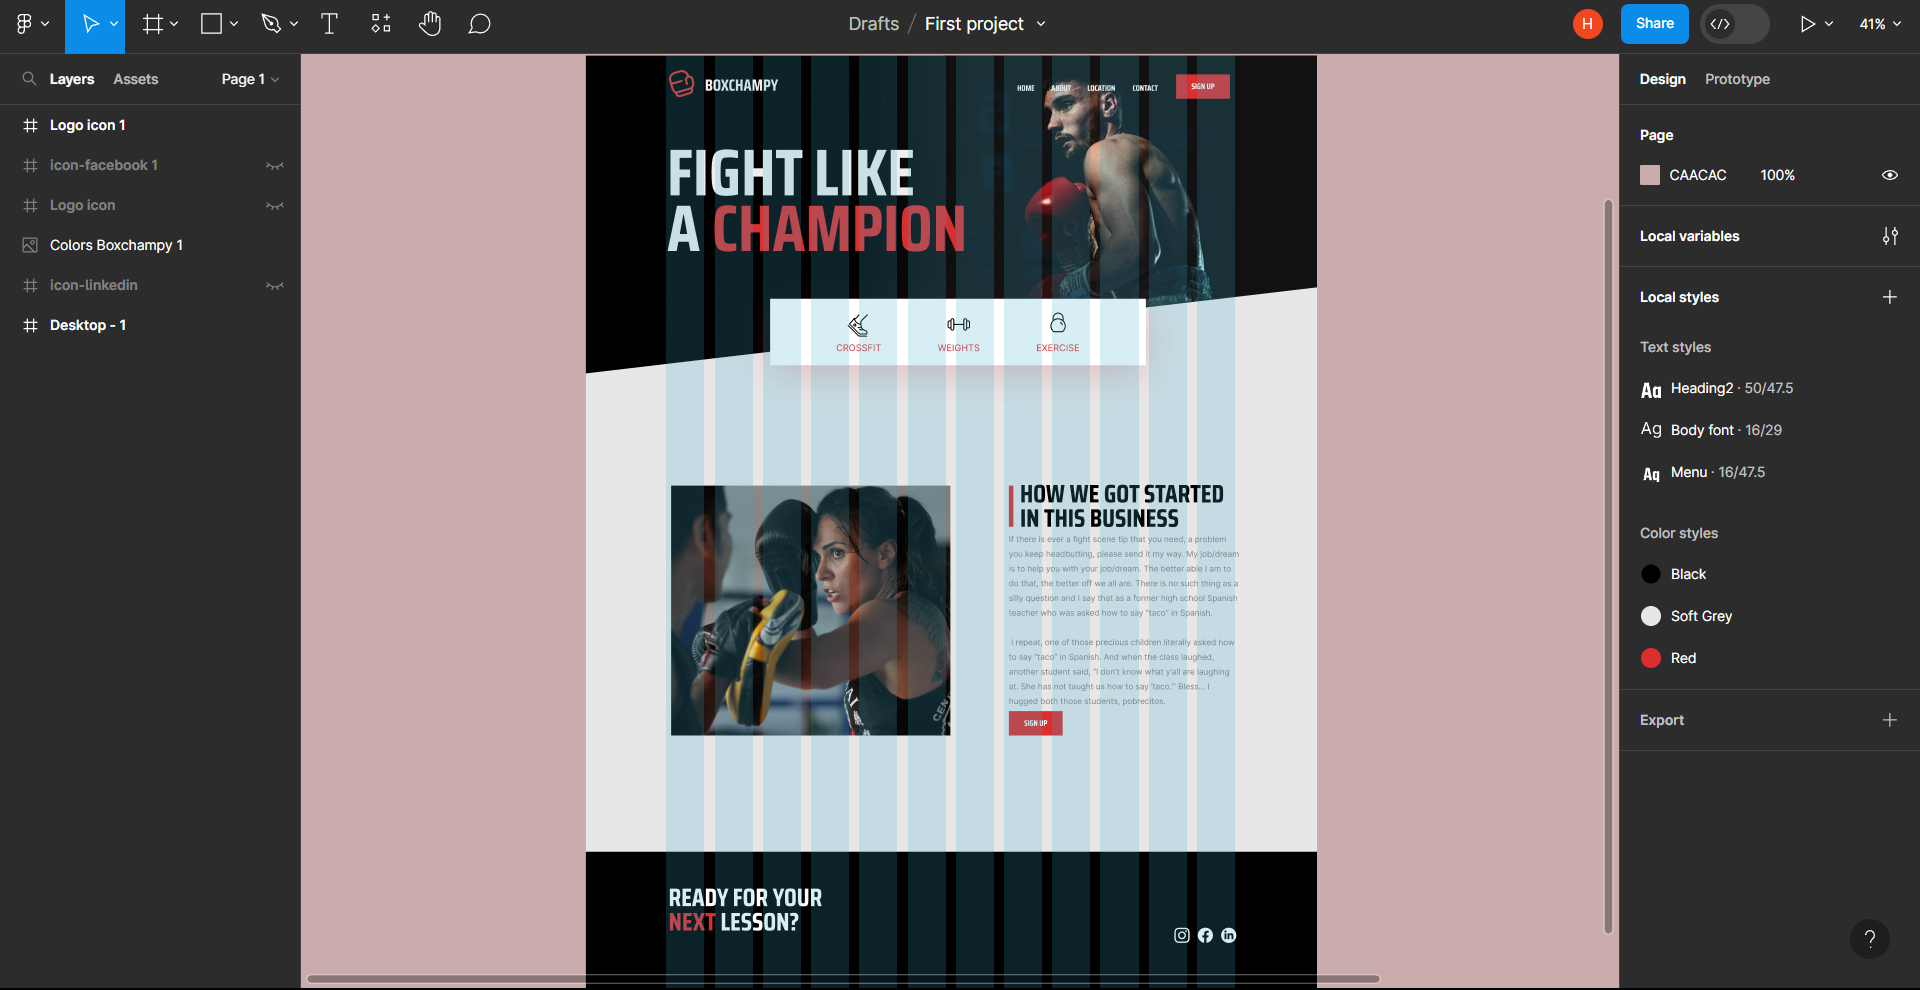 Drafts / First project
H
Share
41%
Layers
Assets
Page 1
Logo icon 1
icon-facebook 1
Logo icon
Colors Boxchampy 1
icon-linkedin
Desktop - 1
BOXCHAMPY
HOME
ABOUT
LOCATION
CONTACT
SIGN UP
FIGHT LIKE
A CHAMPION
CROSSFIT
WEIGHTS
EXERCISE
HOW WE GOT STARTED
IN THIS BUSINESS
If there is ever a fight scene tip that you need, a problem
you keep headbutting, please send it my way. My job/dream
is to help you with your job/dream. The better able I am to
do that, the better off we all are. There is no such thing as a
silly question and I say that as a former high school Spanish
teacher who was asked how to say "taco" in Spanish.
I repeat, one of those precious children literally asked how
to say "taco" in Spanish. And when the class laughed,
another student said, "I don't know what y'all are laughing
at. She has not taught us how to say 'taco.'" Bless... I
hugged both those students, pobrecitos.
SIGN UP
READY FOR YOUR
NEXT LESSON?
Design
Prototype
Page
CAACAC
100%
Local variables
Local styles
Text styles
Aa Heading2 · 50/47.5
Ag Body font · 16/29
Ag Menu · 16/47.5
Color styles
Black
Soft Grey
Red
Export
?